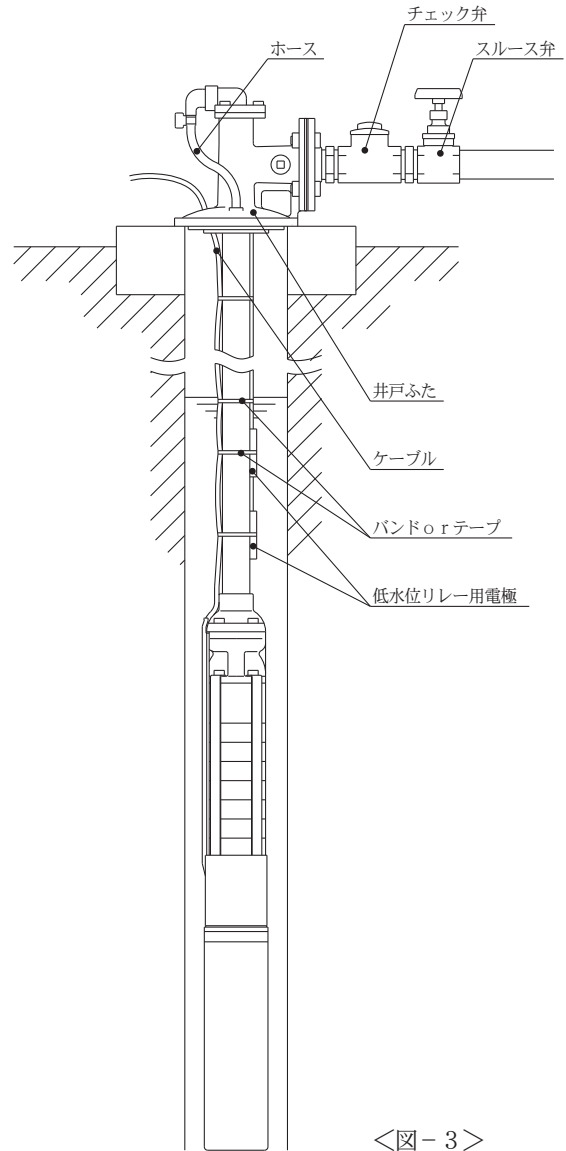 チェック弁
ホース
スルース弁
井戸ふた
ケーブル
バンドｏｒテープ
低水位リレー用電極
＜図－３＞